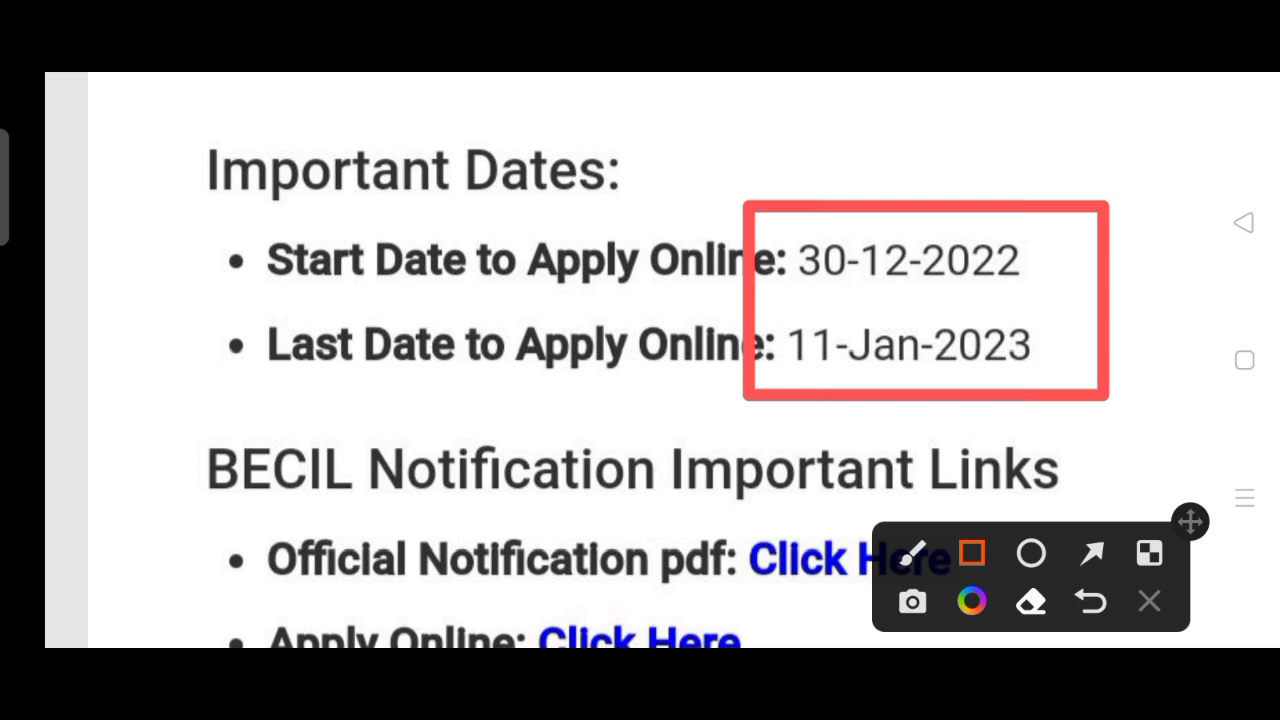 Important Dates:
• Start Date to Apply Online: 30-12-2022
• Last Date to Apply Online: 11-Jan-2023
BECIL Notification Important Links
• Official Notification pdf: Click Here
• Apply Online: Click Here